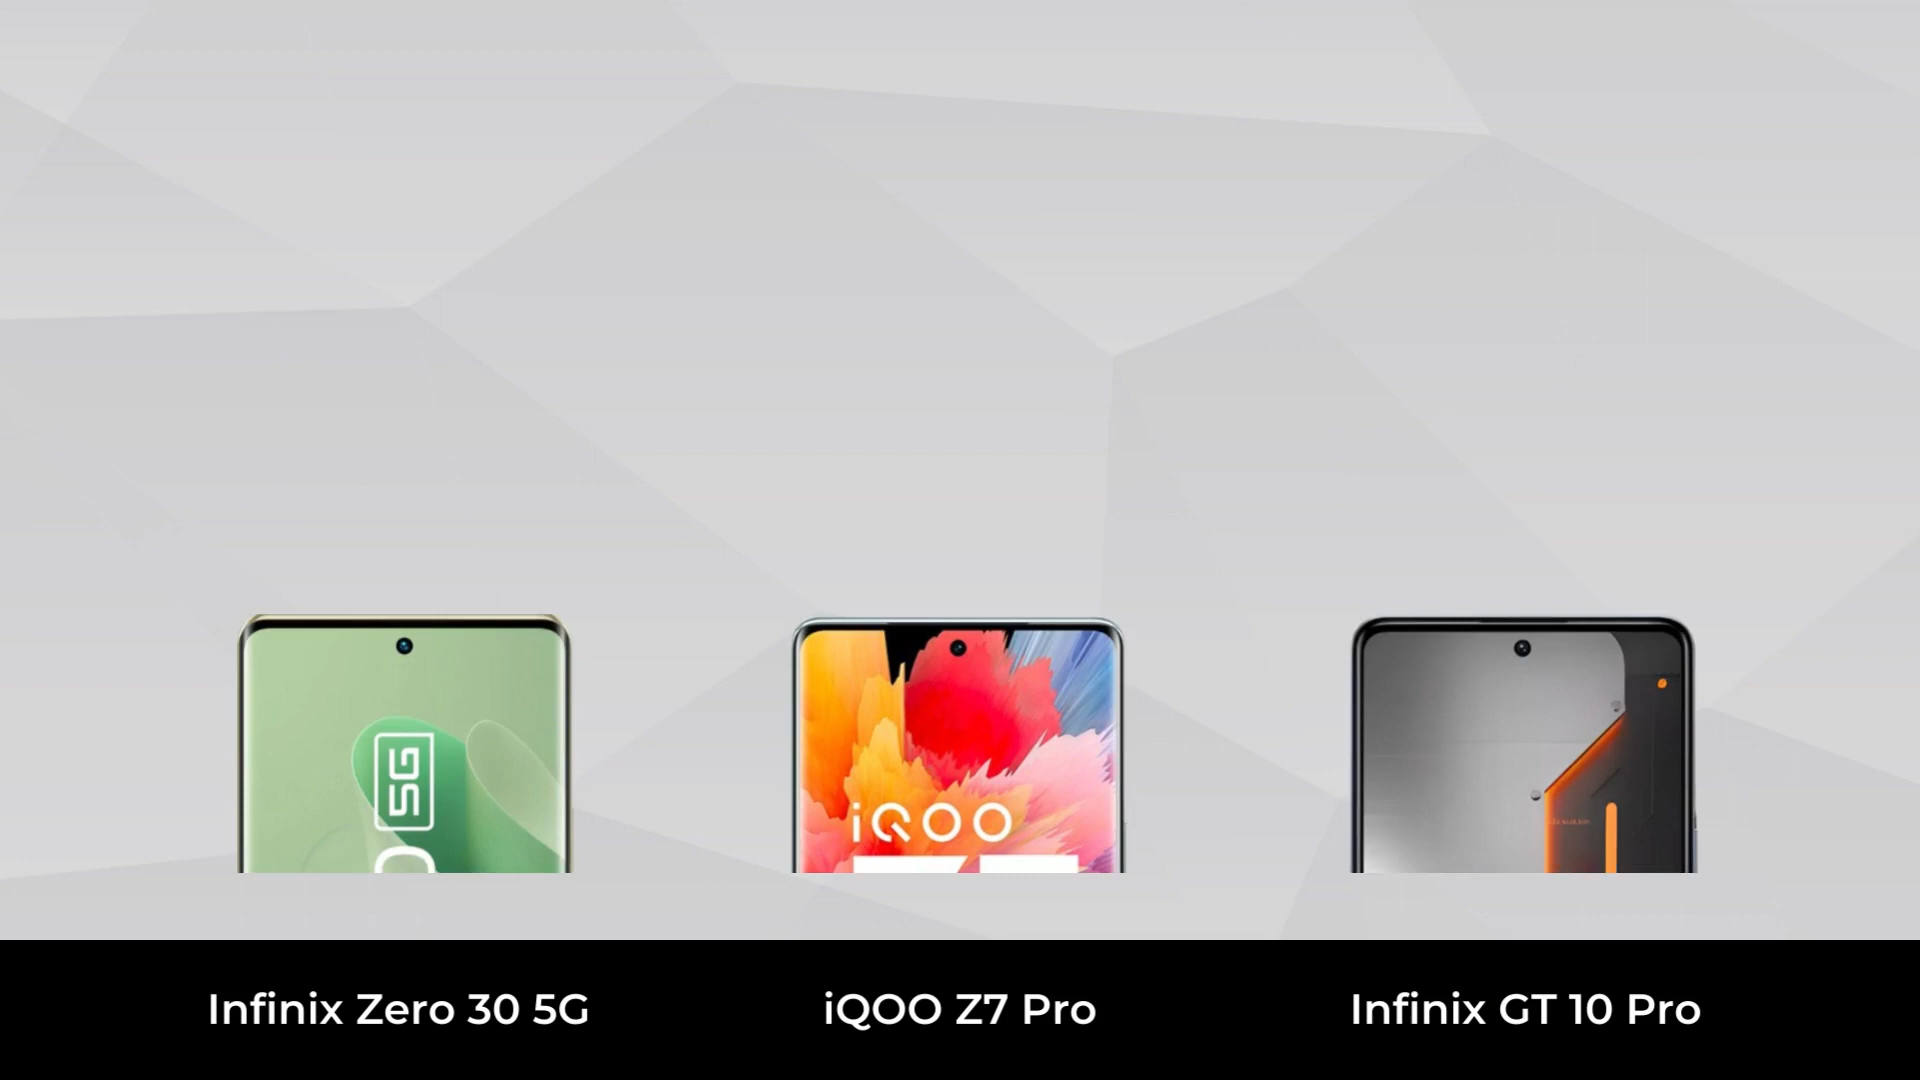 5G
iQOO
Infinix Zero 30 5G
iQOO Z7 Pro
Infinix GT 10 Pro